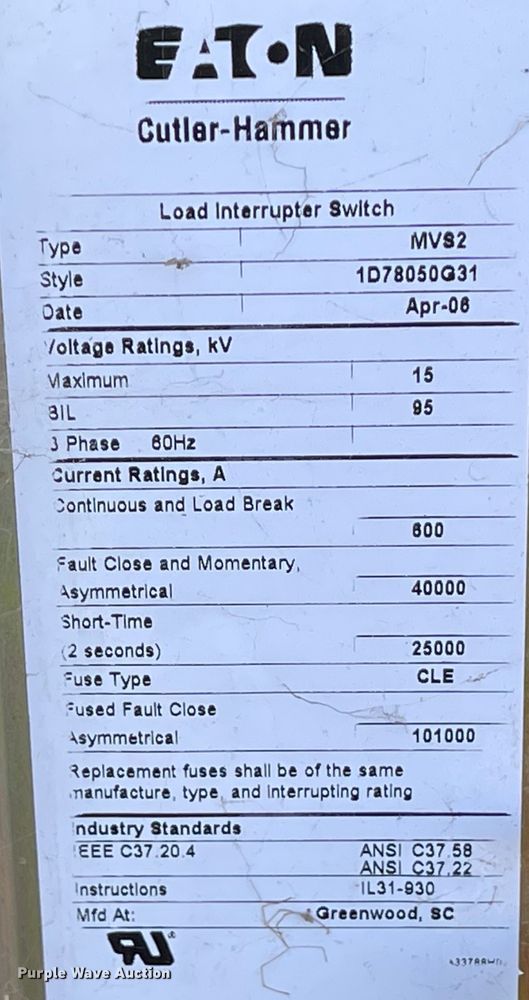 EATON
Cutler-Hammer
Load Interrupter Switch
Type MVS2
Style 1D78050G31
Date Apr-06
Voltage Ratings, kV
Maximum 15
BIL 95
3 Phase 60Hz
Current Ratings, A
Continuous and Load Break
600
Fault Close and Momentary,
Asymmetrical 40000
Short-Time
(2 seconds) 25000
Fuse Type CLE
Fused Fault Close
Asymmetrical 101000
Replacement fuses shall be of the same
manufacture, type, and interrupting rating
Industry Standards
IEEE C37.20.4 ANSI C37.58
ANSI C37.22
Instructions IL31-930
Mfd At: Greenwood, SC
RU®
Purple Wave Auction